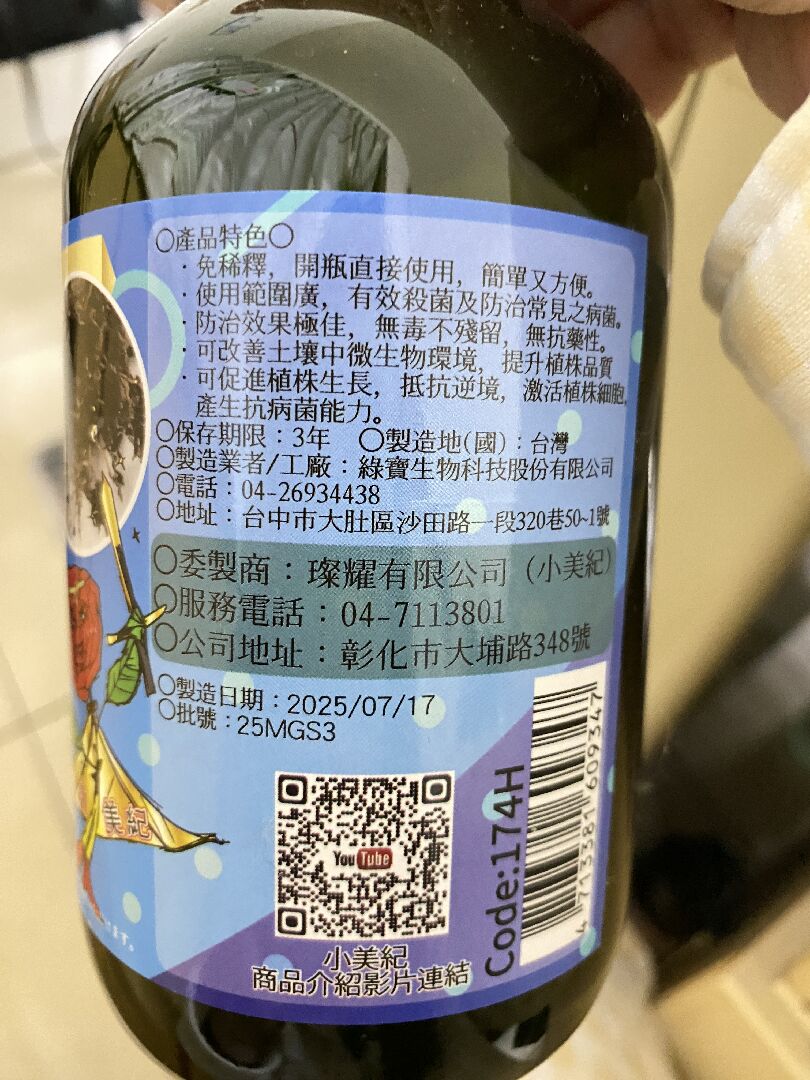 ○產品特色○
·免稀釋，開瓶直接使用，簡單又方便。
·使用範圍廣，有效殺菌及防治常見之病菌。
·防治效果極佳，無毒不殘留，無抗藥性。
·可改善土壤中微生物環境，提升植株品質
·可促進植株生長，抵抗逆境，激活植株細胞，
產生抗病菌能力。
○保存期限：3年 ○製造地(國)：台灣
○製造業者/工廠：綠寶生物科技股份有限公司
○電話：04-26934438
○地址：台中市大肚區沙田路一段320巷50~1號
○委製商：璨耀有限公司（小美紀）
○服務電話：04-7113801
○公司地址：彰化市大埔路348號
○製造日期：2025/07/17
○批號：25MGS3
美紀
ます。
YouTube
小美紀
商品介紹影片連結
Code:174H
4 713381 609347